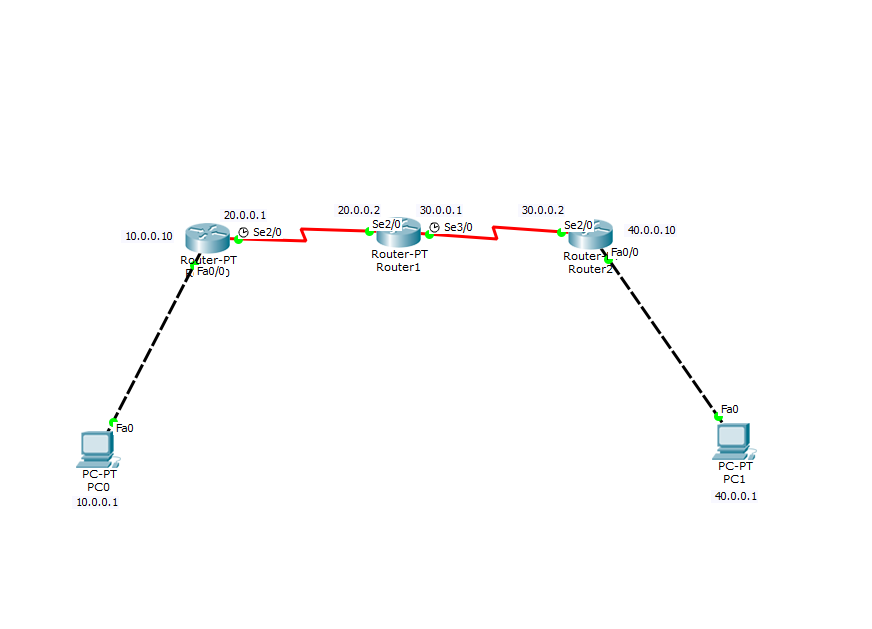 20.0.0.1
10.0.0.10
Se2/0
Router-PT
Fa0/0
20.0.0.2
30.0.0.1
Se2/0
Se3/0
Router-PT
Router1
30.0.0.2
Se2/0
40.0.0.10
Fa0/0
Router-
Router2
Fa0
PC-PT
PC0
10.0.0.1
Fa0
PC-PT
PC1
40.0.0.1